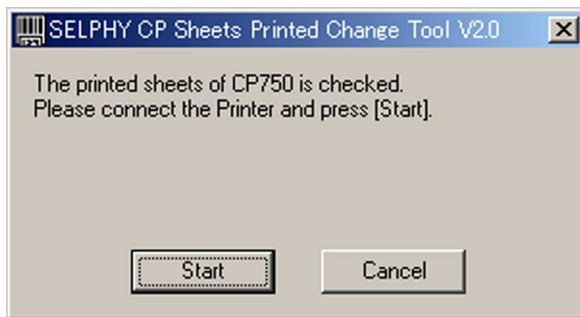 SELPHY CP Sheets Printed Change Tool V2.0
The printed sheets of CP750 is checked.
Please connect the Printer and press [Start].
Start
Cancel